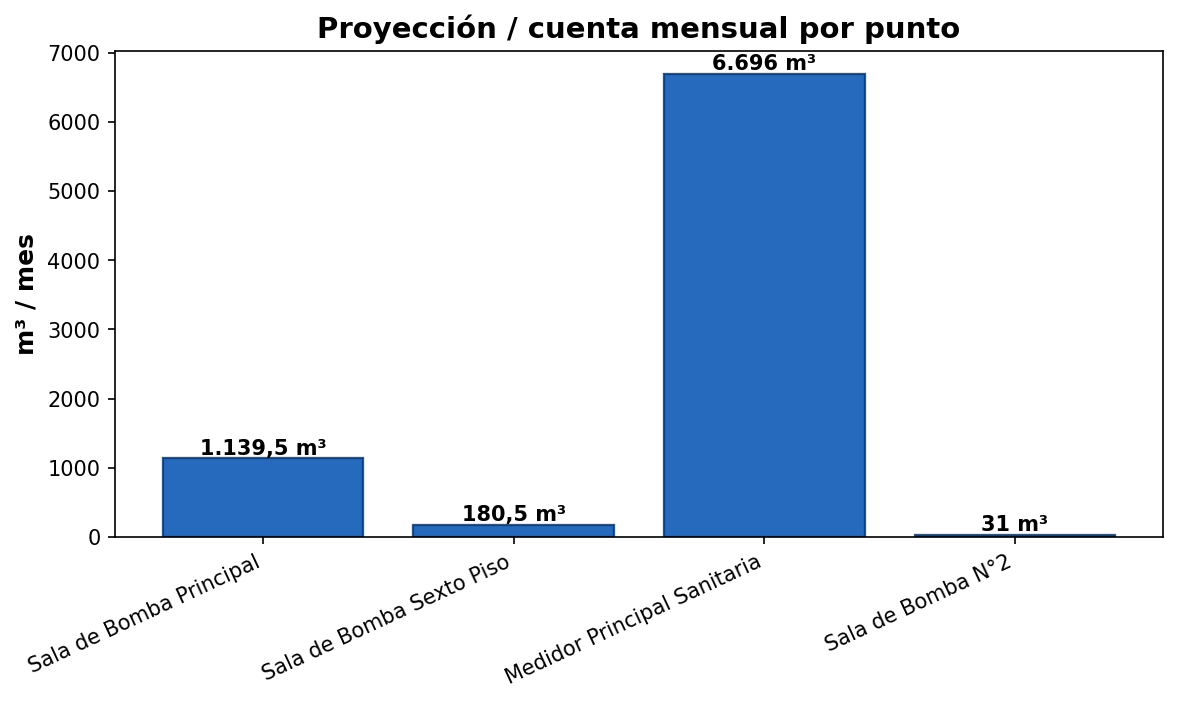 Proyección / cuenta mensual por punto
m³ / mes
7000
6000
5000
4000
3000
2000
1000
0
1.139,5 m³
180,5 m³
6.696 m³
31 m³
Sala de Bomba Principal
Sala de Bomba Sexto Piso
Medidor Principal Sanitaria
Sala de Bomba N°2